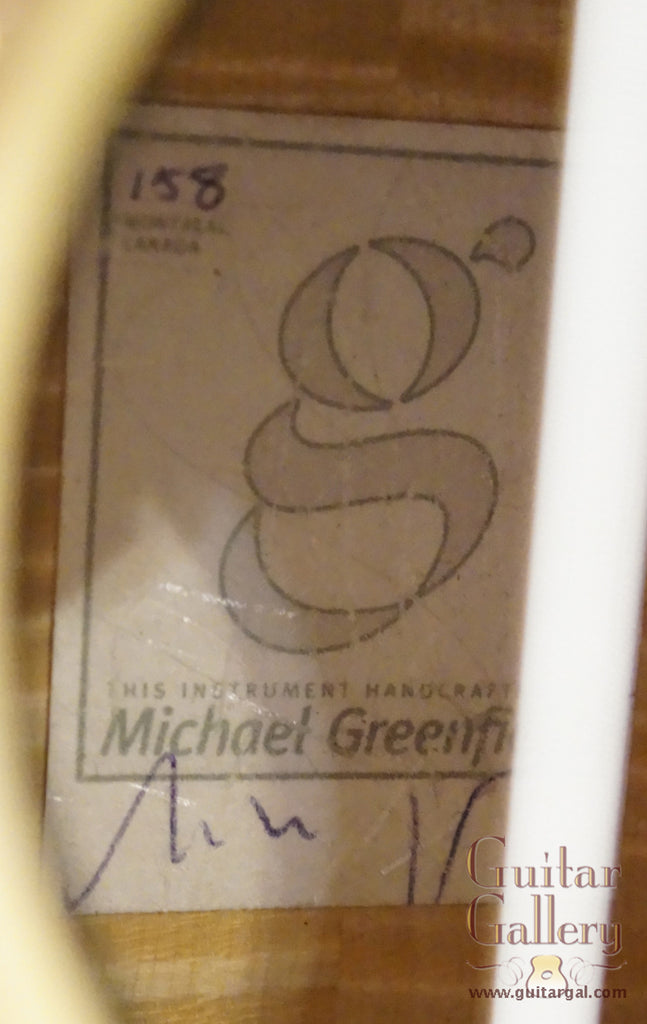 158
MONTREAL
CANADA
g
THIS INSTRUMENT HANDCRAFT
Michael Greenfi
Guitar
Gallery
www.guitargal.com